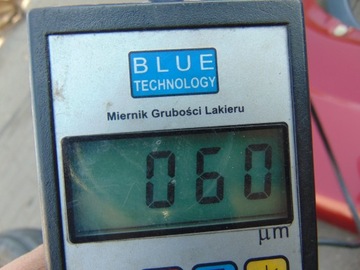 BLUE
TECHNOLOGY
Miernik Grubości Lakieru
060
µm